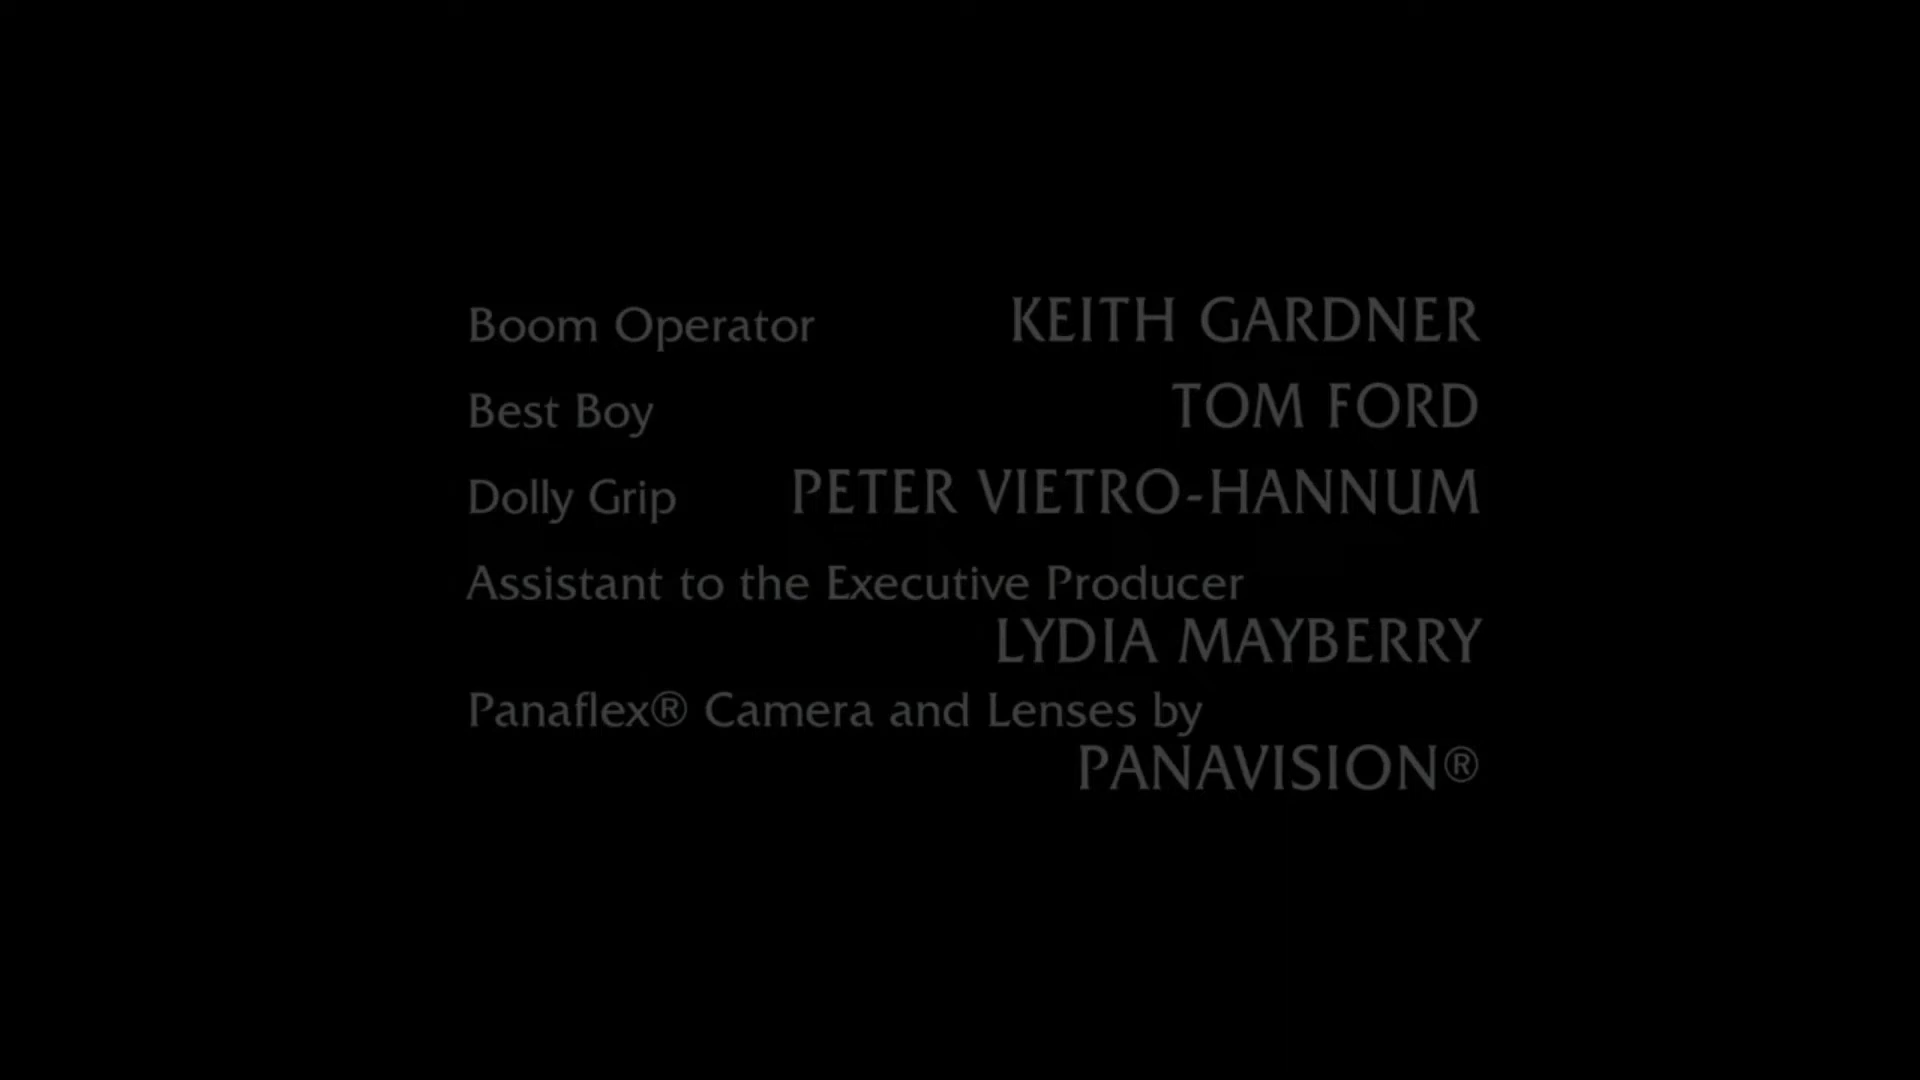 Boom Operator KEITH GARDNER
Best Boy TOM FORD
Dolly Grip PETER VIETRO-HANNUM
Assistant to the Executive Producer
LYDIA MAYBERRY
Panaflex® Camera and Lenses by
PANAVISION®